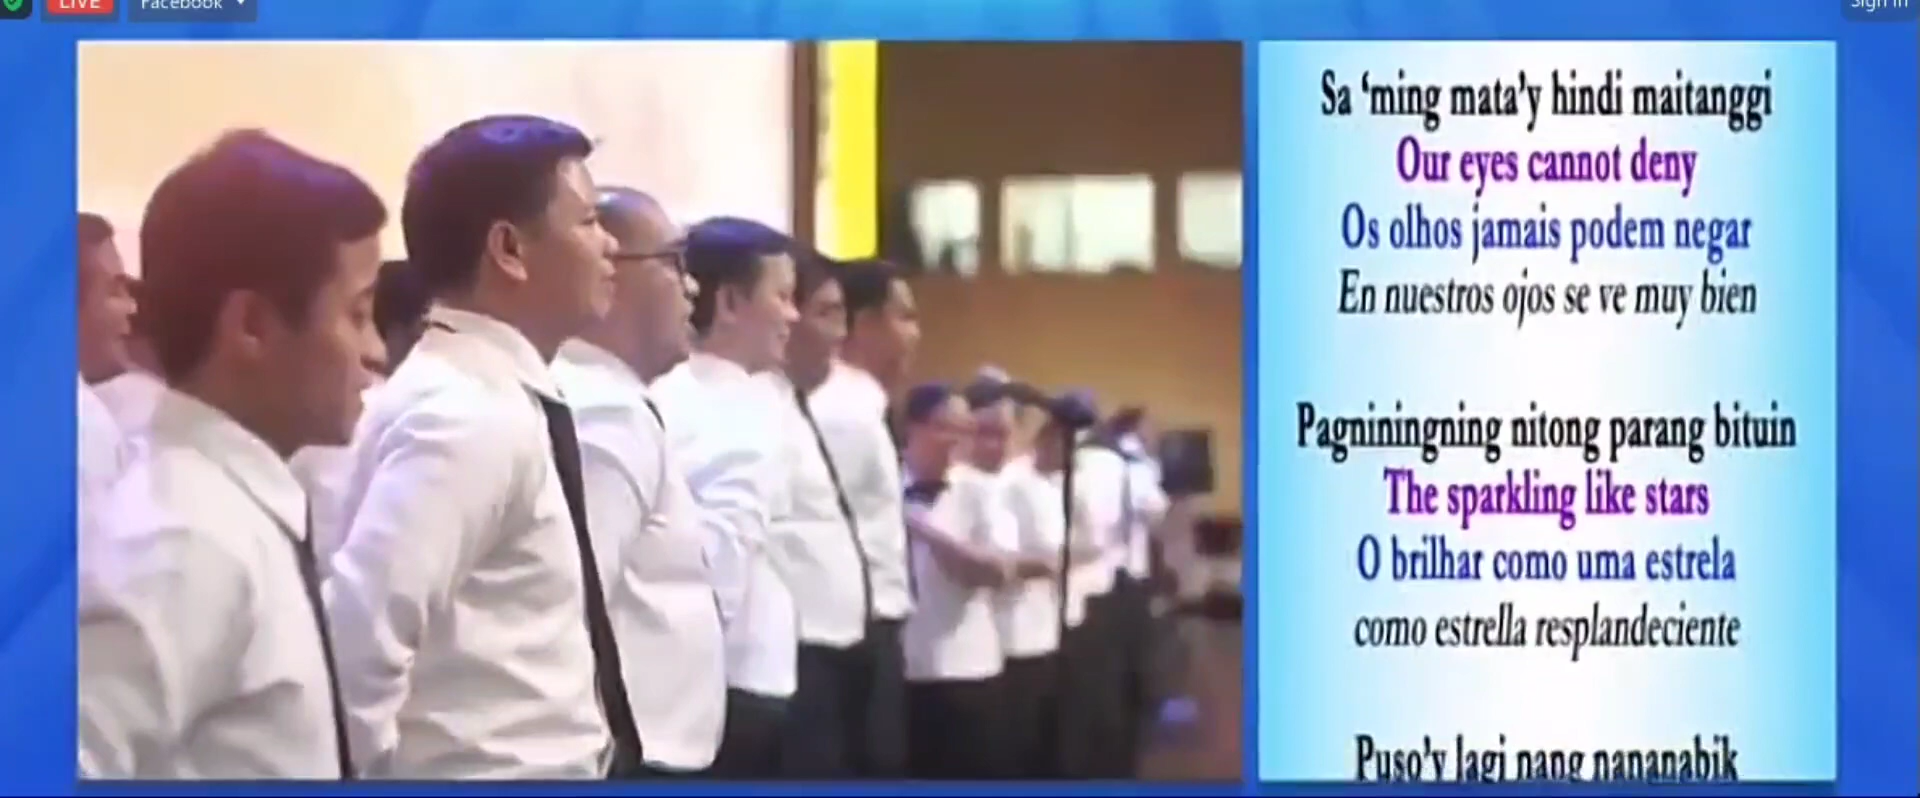 LIVE
Facebook
Sign in
Sa ‘ming mata’y hindi maitanggi
Our eyes cannot deny
Os olhos jamais podem negar
En nuestros ojos se ve muy bien
Pagniningning nitong parang bituin
The sparkling like stars
O brilhar como uma estrela
como estrella resplandeciente
Puso’y lagi nang nananabik